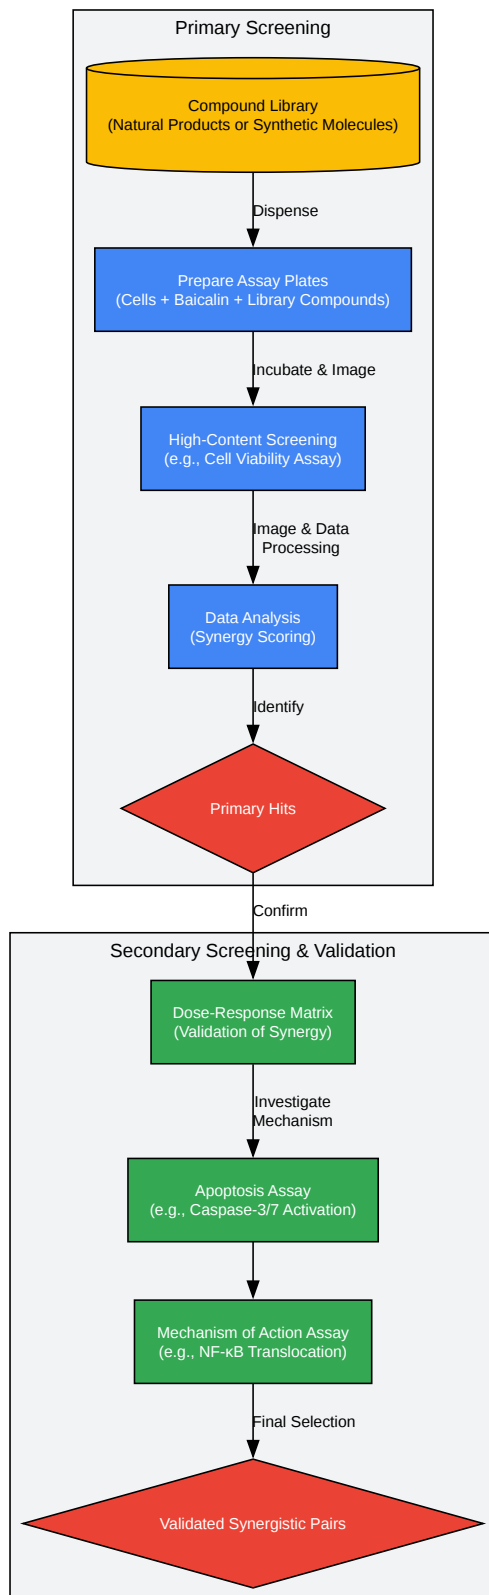 Primary Screening
Compound Library
(Natural Products or Synthetic Molecules)
Dispense
Prepare Assay Plates
(Cells + Baicalin + Library Compounds)
Incubate & Image
High-Content Screening
(e.g., Cell Viability Assay)
Image & Data
Processing
Data Analysis
(Synergy Scoring)
Identify
Primary Hits
Confirm
Secondary Screening & Validation
Dose-Response Matrix
(Validation of Synergy)
Investigate
Mechanism
Apoptosis Assay
(e.g., Caspase-3/7 Activation)
Mechanism of Action Assay
(e.g., NF-κB Translocation)
Final Selection
Validated Synergistic Pairs